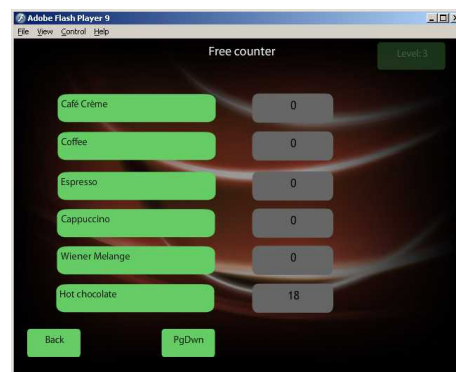 Adobe Flash Player 9
File View Control Help
Free counter
Level: 3
Café Crème 0
Coffee 0
Espresso 0
Cappuccino 0
Wiener Melange 0
Hot chocolate 18
Back PgDwn